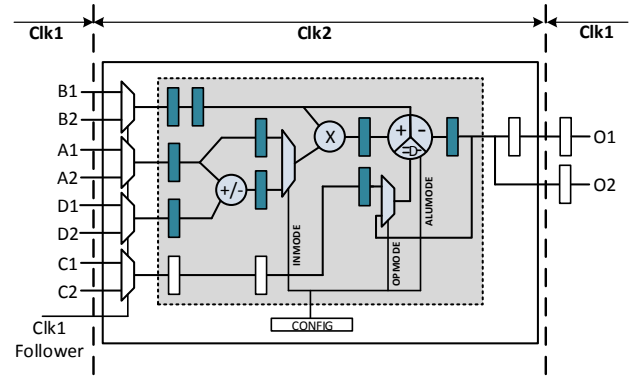 Clk1
Clk2
Clk1
B1
B2
A1
A2
D1
D2
C1
C2
Clk1
Follower
+/-
X
+
-
INMODE
OPMODE
ALUMODE
CONFIG
O1
O2